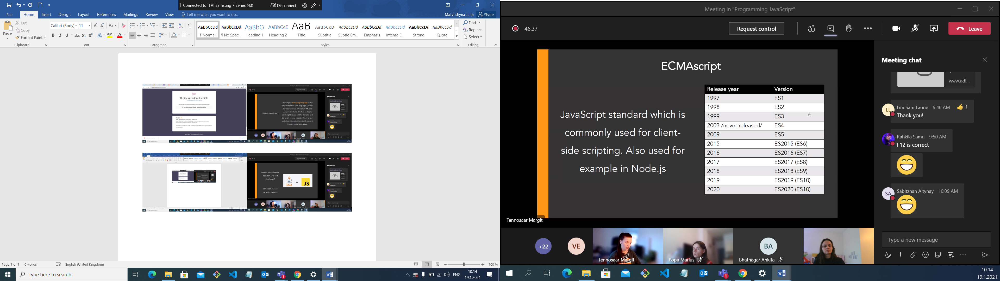 Connected to [TV] Samsung 7 Series (43)
Disconnect
File
Home
Insert
Design
Layout
References
Mailings
Review
View
Tell me what you want to do...
Matviishyna Julia
Share
Paste
Cut
Copy
Format Painter
Clipboard
Calibri (Body)
11
Font
Paragraph
AaBbCcDd
¶ Normal
AaBbCcDd
¶ No Spac...
AaBbCc
Heading 1
AaBbCcD
Heading 2
AaB
Title
AaBbCcD
Subtitle
AaBbCcDd
Subtle Em...
AaBbCcDd
Emphasis
AaBbCcDd
Intense E...
AaBbCcDc
Strong
AaBbCcDd
Quote
Styles
Find
Replace
Select
Editing
Business College Helsinki
What is JavaScript?
JavaScript is a scripting language that is
one of the three core languages used to
develop websites. Whereas HTML and
CSS give a website structure and style,
JavaScript lets you add functionality and
behaviors to your website, allowing your
website's visitors to interact with content
in many imaginative ways.
Meeting chat
What is the difference
between Java and
JavaScript?
Same as between
car and a carpet...
Java
vs
JS
Meeting chat
Page 1 of 1
0 words
English (United Kingdom)
100 %
Type here to search
ENG
10.14
19.1.2021
Meeting in "Programming JavaScript"
46:37
Request control
Leave
ECMAscript
JavaScript standard which is
commonly used for client-
side scripting. Also used for
example in Node.js
Release year Version
1997 ES1
1998 ES2
1999 ES3
2003 /never released/ ES4
2009 ES5
2015 ES2015 (ES6)
2016 ES2016 (ES7)
2017 ES2017 (ES8)
2018 ES2018 (ES9)
2019 ES2019 (ES10)
2020 ES2020 (ES10)
Tennosaar Margit
+22
VE
Tennosaar Margit
Popa Marius
BA
Bhatnagar Ankita
Meeting chat
www.adl...
LL
Lim Sam Laurie 9:46 AM 1
Thank you!
Rahkila Samu 9:50 AM
F12 is correct
SA
Sabitzhan Altynay 10:09 AM
Type a new message
10.14
19.1.2021